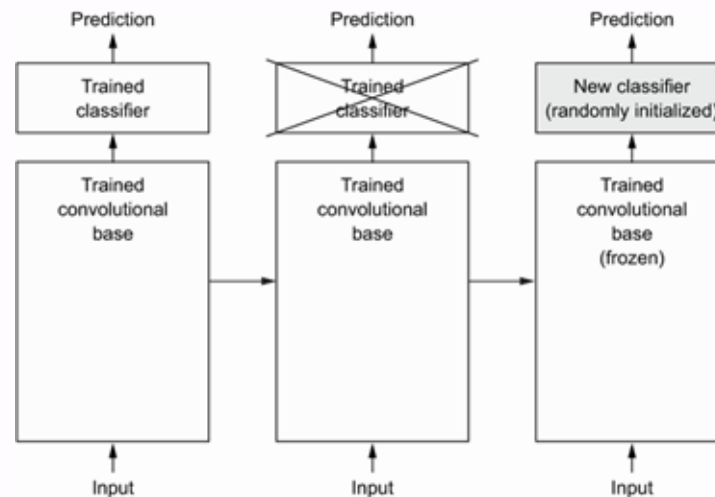 Prediction
Trained
classifier
Trained
convolutional
base
Input
Prediction
Trained
classifier
Trained
convolutional
base
Input
Prediction
New classifier
(randomly initialized)
Trained
convolutional
base
(frozen)
Input